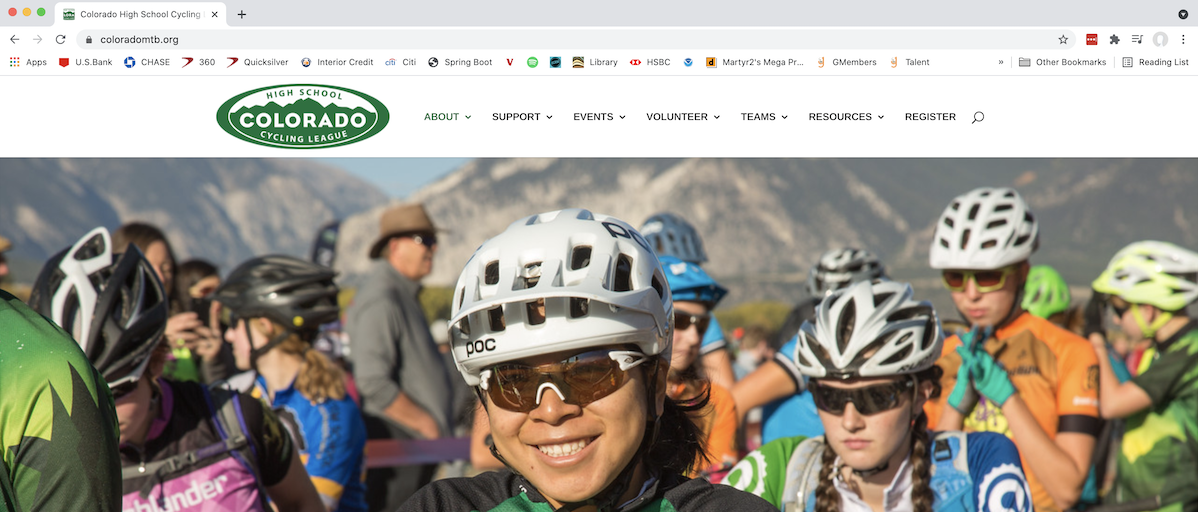 Colorado High School Cycling
coloradomtb.org
Apps U.S.Bank CHASE 360 Quicksilver Interior Credit citi Citi Spring Boot V Library HSBC Martyr2's Mega Pr... GMembers Talent » Other Bookmarks Reading List
HIGH SCHOOL
COLORADO
CYCLING LEAGUE
ABOUT SUPPORT EVENTS VOLUNTEER TEAMS RESOURCES REGISTER
POC
poc